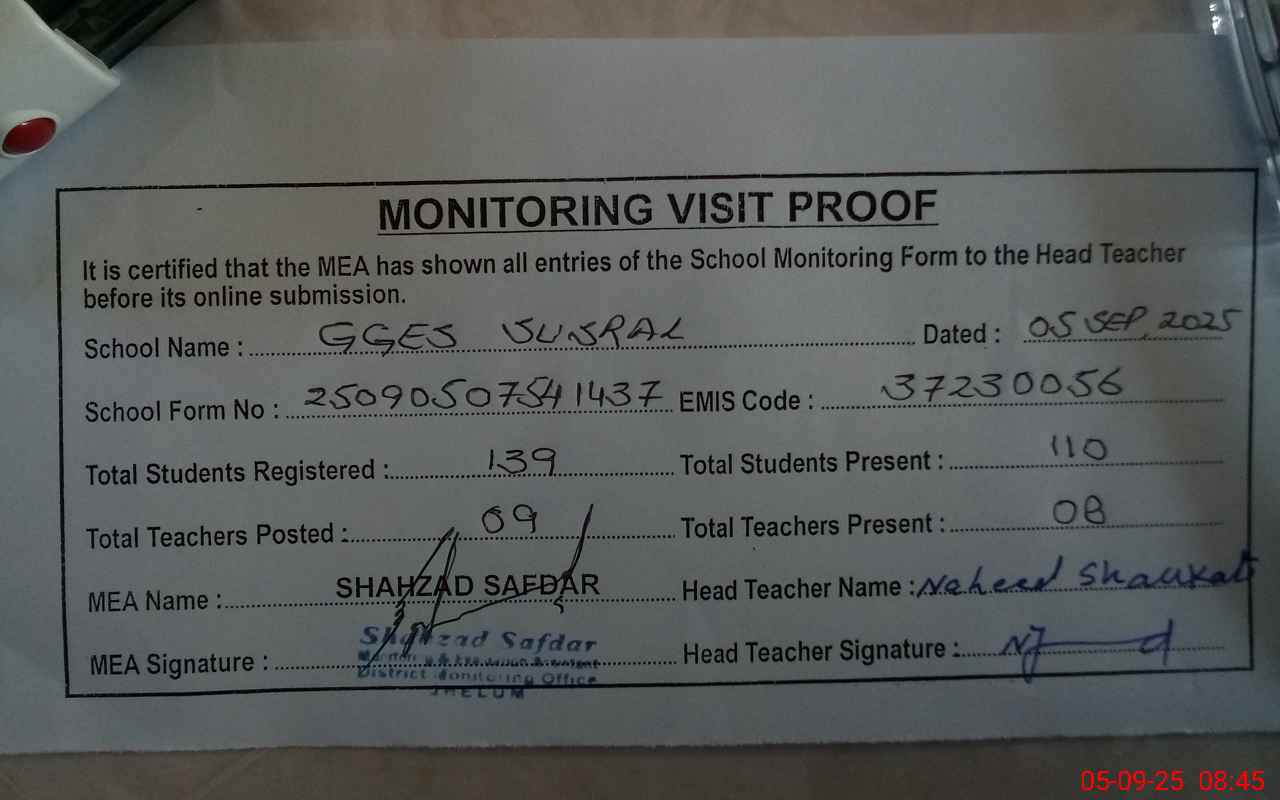 MONITORING VISIT PROOF
It is certified that the MEA has shown all entries of the School Monitoring Form to the Head Teacher
before its online submission.
School Name : GGES SUSRAL Dated : 05 SEP 2025
School Form No : 25090507541437 EMIS Code : 37230056
Total Students Registered : 139 Total Students Present : 110
Total Teachers Posted : 09 Total Teachers Present : 08
MEA Name : SHAHZAD SAFDAR Head Teacher Name : Naheed Shaukat
Shahzad Safdar
MEA Signature : Head Teacher Signature :
District Monitoring Office
JHELUM
05-09-25 08:45